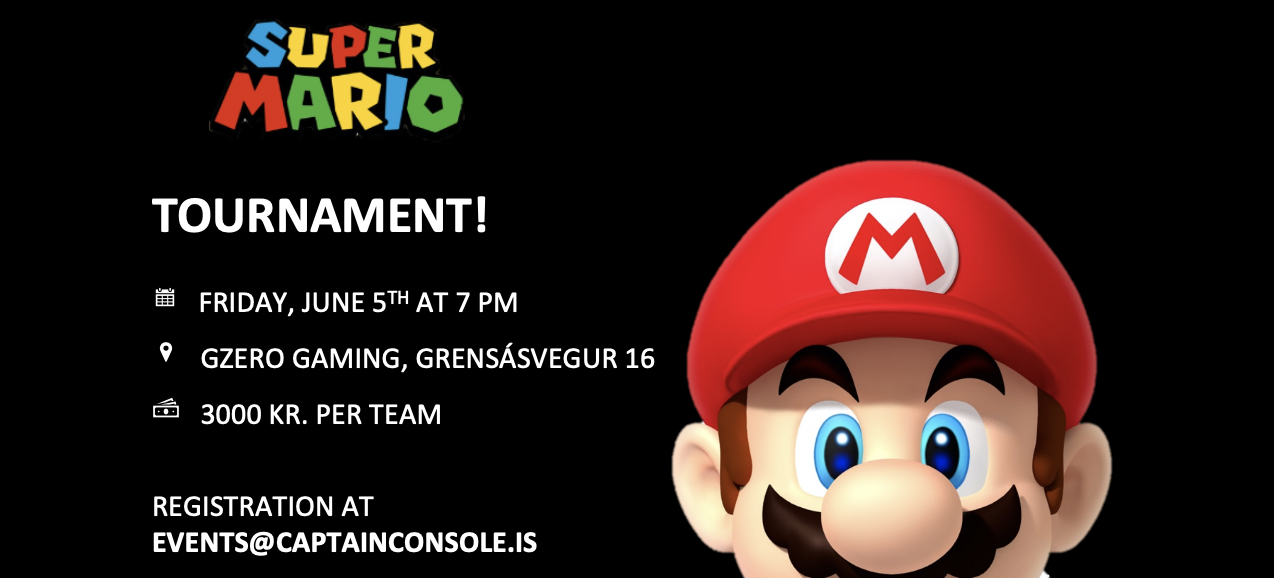 SUPER
MARIO
TOURNAMENT!
FRIDAY, JUNE 5TH AT 7 PM
GZERO GAMING, GRENSÁSVEGUR 16
3000 KR. PER TEAM
REGISTRATION AT
EVENTS@CAPTAINCONSOLE.IS
M